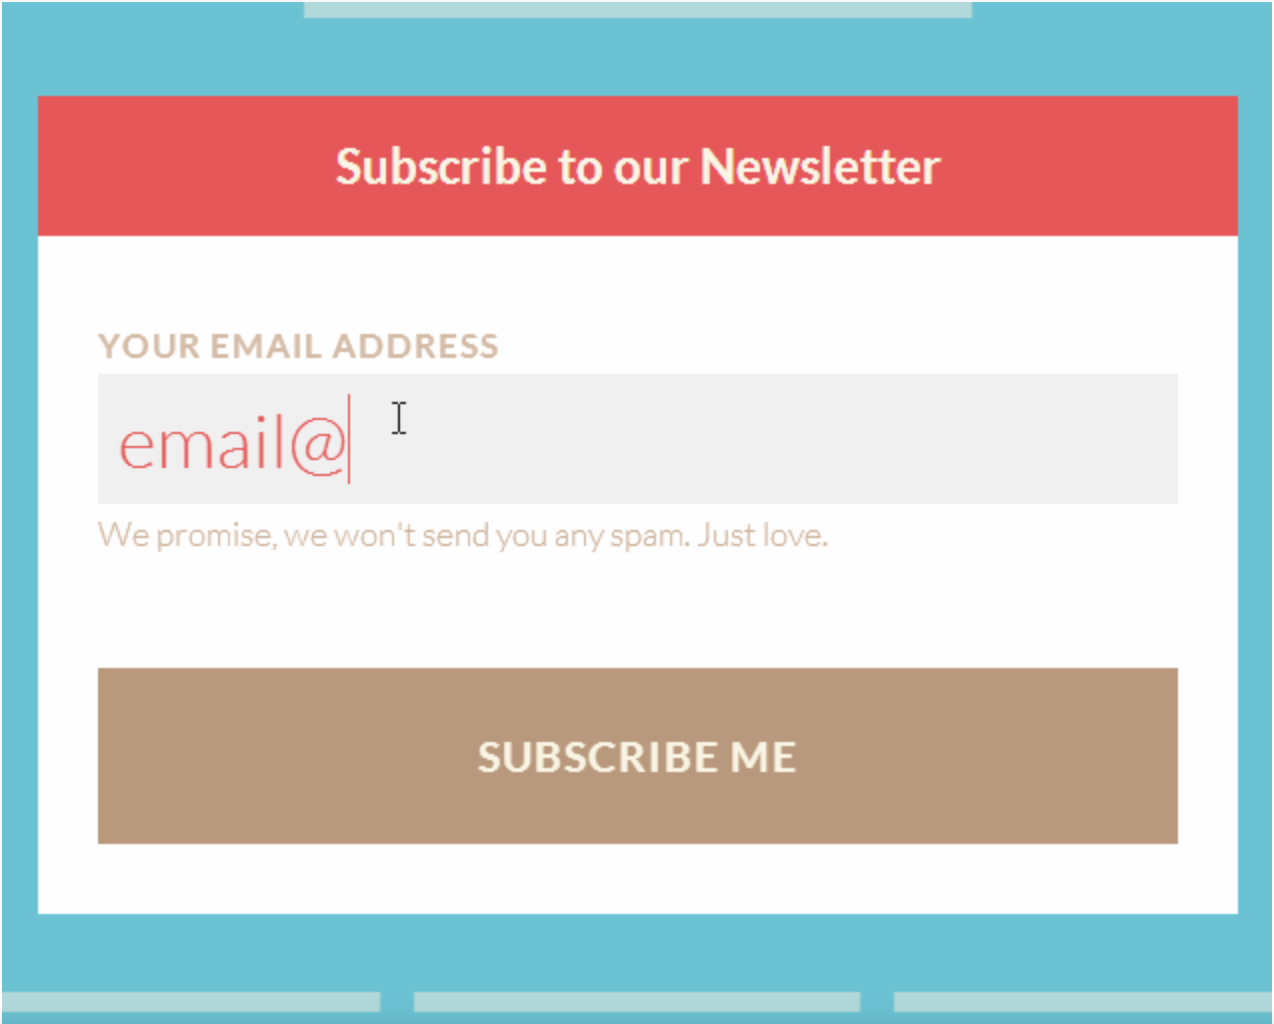 Subscribe to our Newsletter
YOUR EMAIL ADDRESS
email@
We promise, we won't send you any spam. Just love.
SUBSCRIBE ME